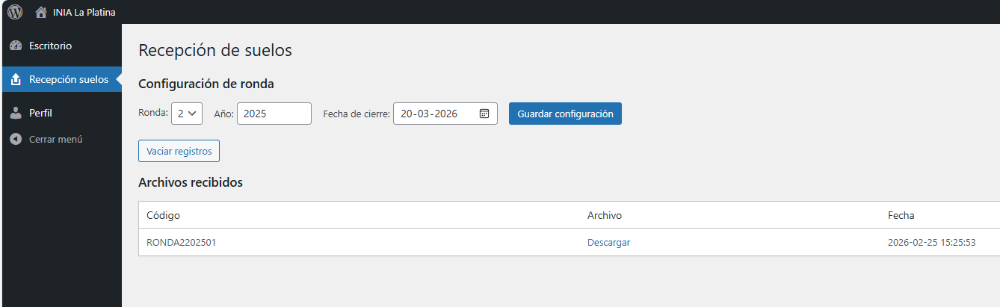 INIA La Platina
Escritorio
Recepción suelos
Perfil
Cerrar menú
Recepción de suelos
Configuración de ronda
Ronda: 2 Año: 2025 Fecha de cierre: 20-03-2026 Guardar configuración
Vaciar registros
Archivos recibidos
Código Archivo Fecha
RONDA2202501 Descargar 2026-02-25 15:25:53